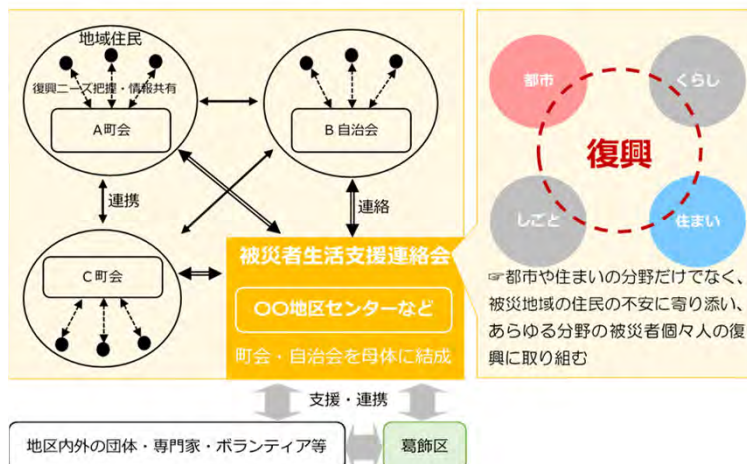 地域住民
復興ニーズ把握・情報共有
A町会
B自治会
連携
連絡
C町会
被災者生活支援連絡会
〇〇地区センターなど
町会・自治会を母体に結成
支援・連携
地区内外の団体・専門家・ボランティア等
葛飾区
都市
くらし
復興
しごと
住まい
☞都市や住まいの分野だけでなく、
被災地域の住民の不安に寄り添い、
あらゆる分野の被災者個々人の復
興に取り組む